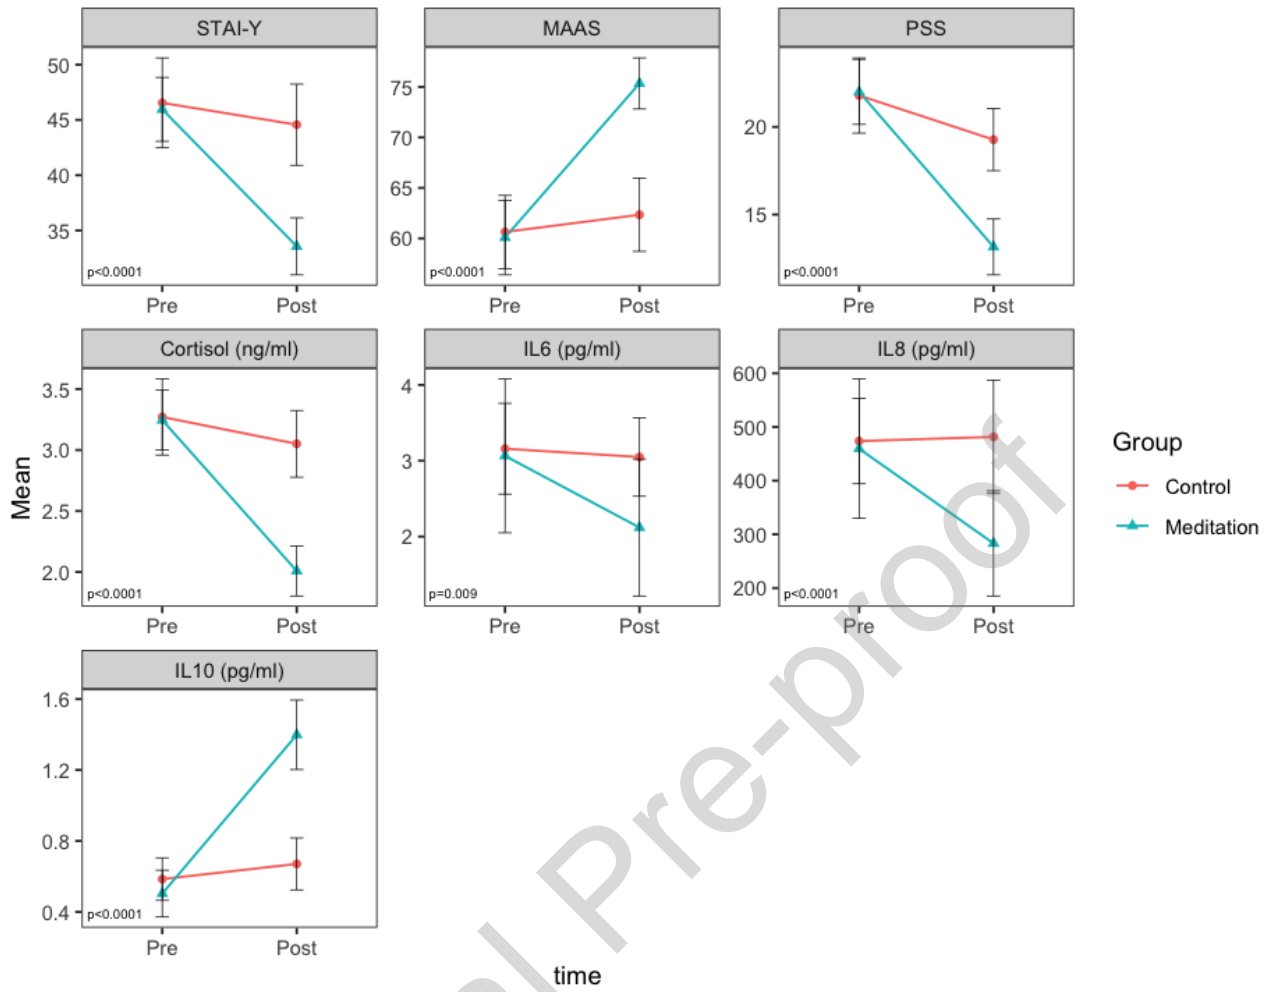 STAI-Y
MAAS
PSS
50
45
40
35
p<0.0001
Pre
Post
75
70
65
60
p<0.0001
Pre
Post
20
15
p<0.0001
Pre
Post
Cortisol (ng/ml)
IL6 (pg/ml)
IL8 (pg/ml)
3.5
3.0
2.5
2.0
p<0.0001
Pre
Post
4
3
2
p=0.009
Pre
Post
600
500
400
300
200
p<0.0001
Pre
Post
IL10 (pg/ml)
1.6
1.2
0.8
0.4
p<0.0001
Pre
Post
Mean
time
Group
Control
Meditation
Pre-proof